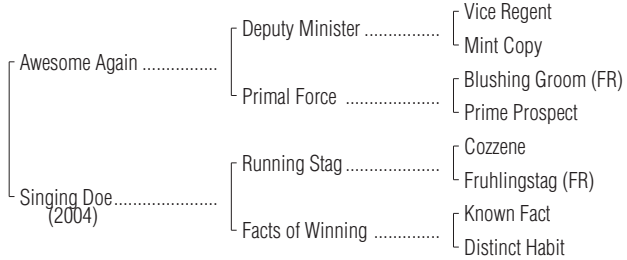 Vice Regent
Deputy Minister ................
Mint Copy
Awesome Again ................
Blushing Groom (FR)
Primal Force ....................
Prime Prospect
Cozzene
Running Stag ....................
Fruhlingstag (FR)
Singing Doe ......................
(2004)
Known Fact
Facts of Winning ..............
Distinct Habit